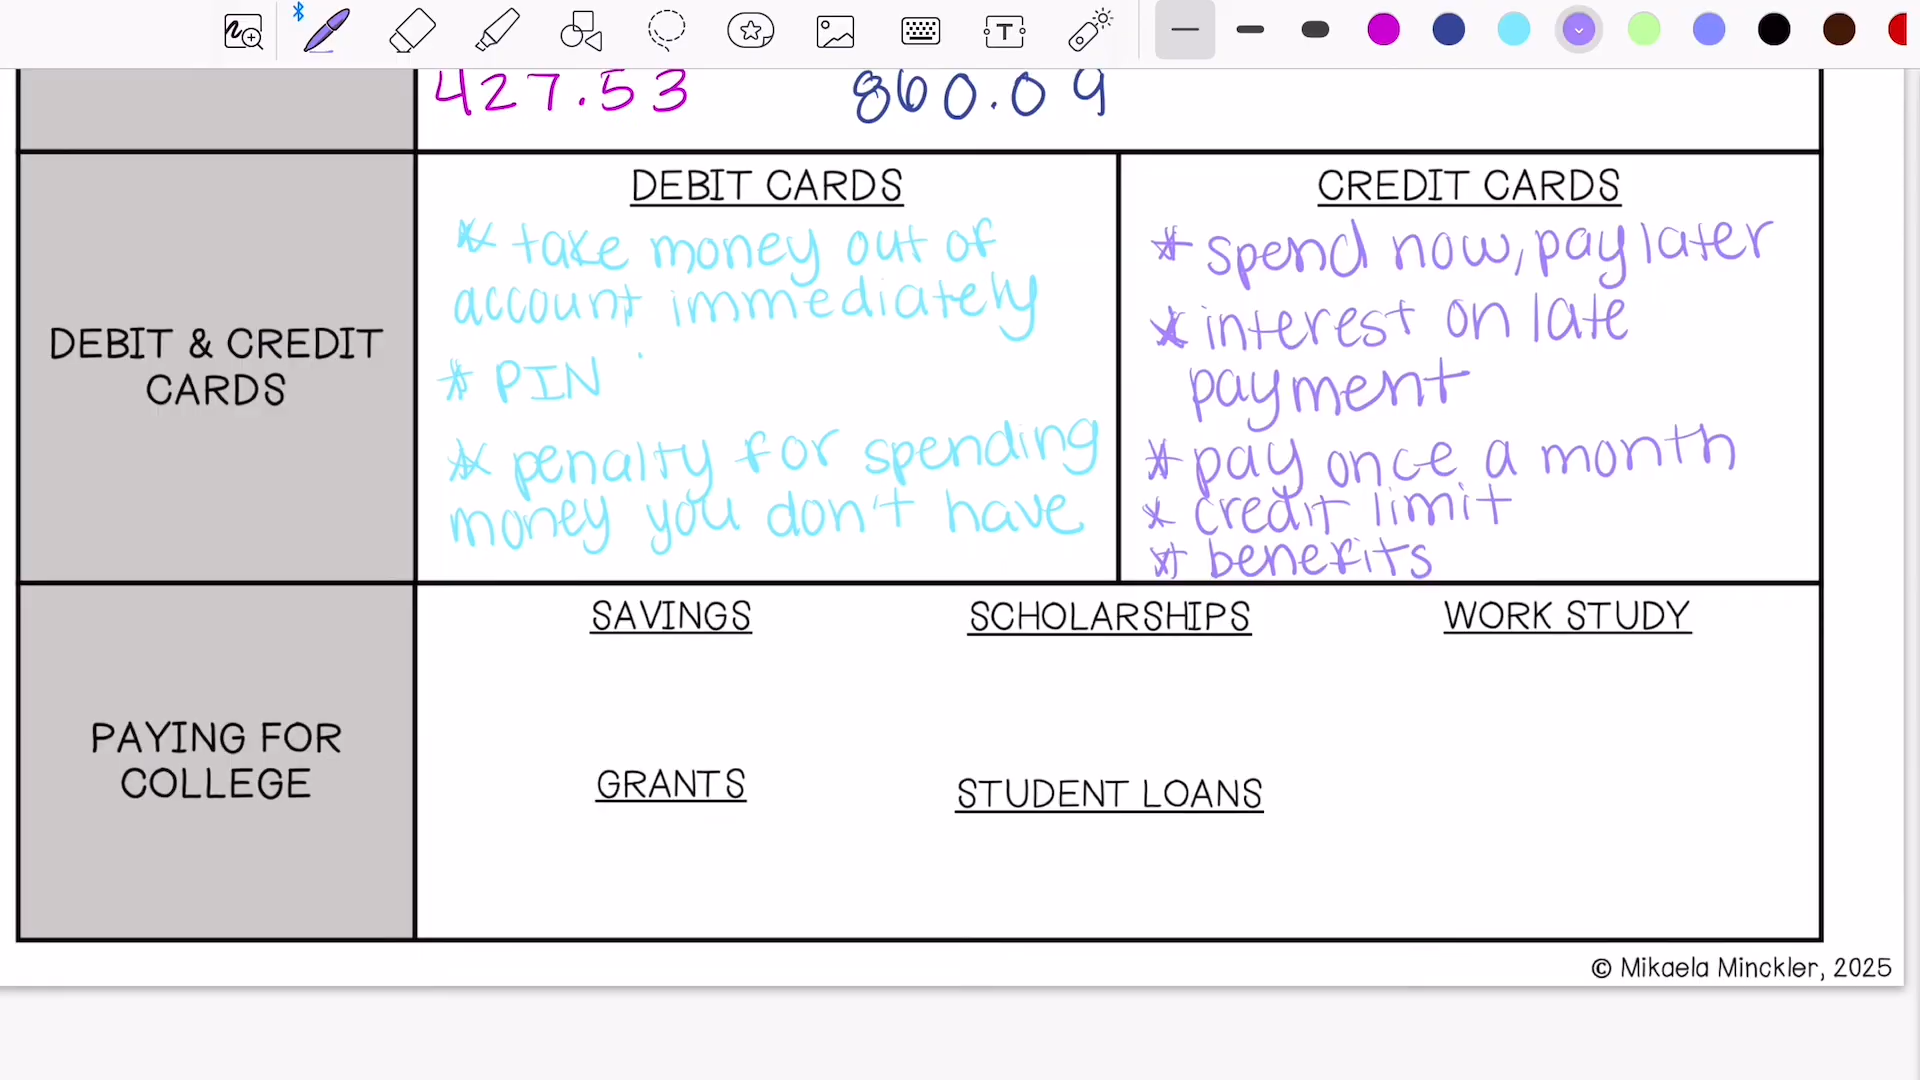 T
427.53 860.09
DEBIT CARDS
CREDIT CARDS
* take money out of
account immediately
* PIN
* penalty for spending
money you don't have
* spend now, pay later
* interest on late
payment
* pay once a month
* credit limit
* benefits
DEBIT & CREDIT
CARDS
SAVINGS SCHOLARSHIPS WORK STUDY
PAYING FOR
COLLEGE
GRANTS STUDENT LOANS
© Mikaela Minckler, 2025